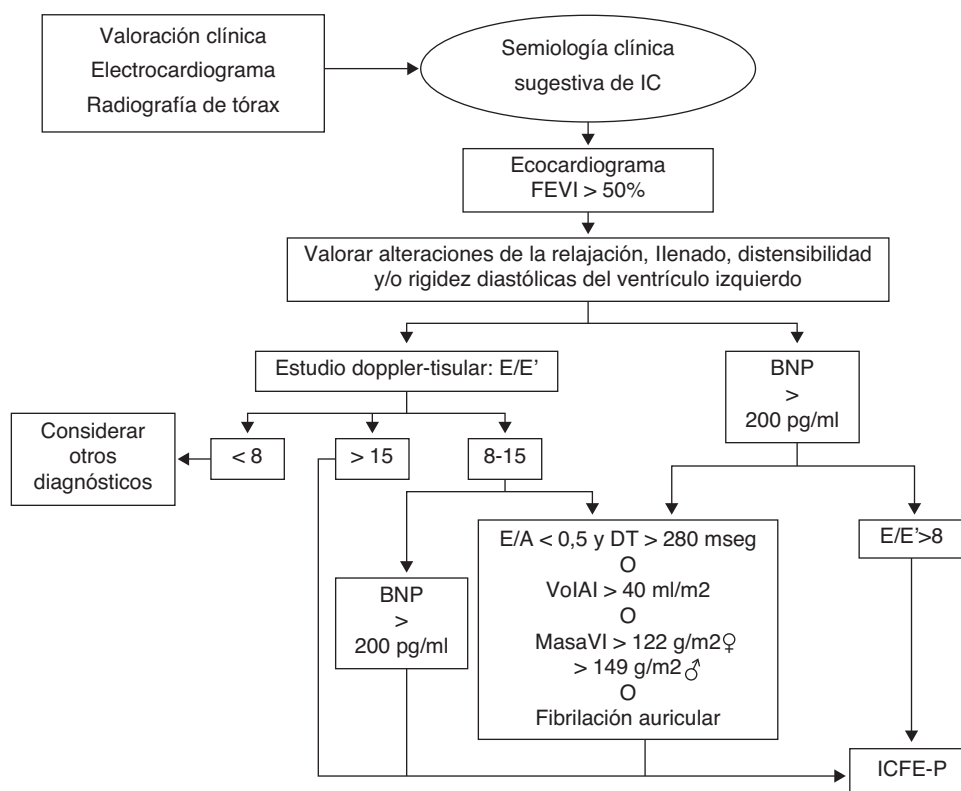 Valoración clínica
Electrocardiograma
Radiografía de tórax
Semiología clínica
sugestiva de IC
Ecocardiograma
FEVI > 50%
Valorar alteraciones de la relajación, llenado, distensibilidad
y/o rigidez diastólicas del ventrículo izquierdo
Estudio doppler-tisular: E/E’
BNP
>
200 pg/ml
Considerar
otros
diagnósticos
< 8
> 15
8-15
E/A < 0,5 y DT > 280 mseg
O
VolAI > 40 ml/m2
O
MasaVI > 122 g/m2♀
> 149 g/m2♂
O
Fibrilación auricular
E/E’>8
BNP
>
200 pg/ml
ICFE-P